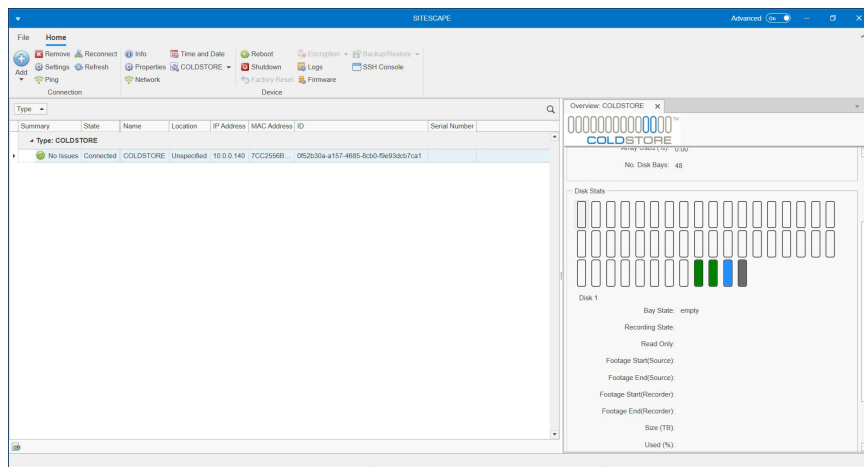 SITESCAPE
Advanced On
File Home
Add
Remove Reconnect
Settings Refresh
Ping
Connection
Info Time and Date
Properties COLDSTORE
Network
Reboot Encryption Backup/Restore
Shutdown Logs SSH Console
Factory Reset Firmware
Device
Type
Summary State Name Location IP Address MAC Address ID Serial Number
Type: COLDSTORE
No Issues Connected COLDSTORE Unspecified 10.0.0.140 7CC2556B... 0f52b30a-a157-4685-8cb0-f9e93dcb7ca1
Overview: COLDSTORE
COLDSTORE
Array Used (%): 0.00
No. Disk Bays: 48
Disk Stats
Disk 1
Bay State: empty
Recording State:
Read Only:
Footage Start(Source):
Footage End(Source):
Footage Start(Recorder):
Footage End(Recorder):
Size (TB):
Used (%):